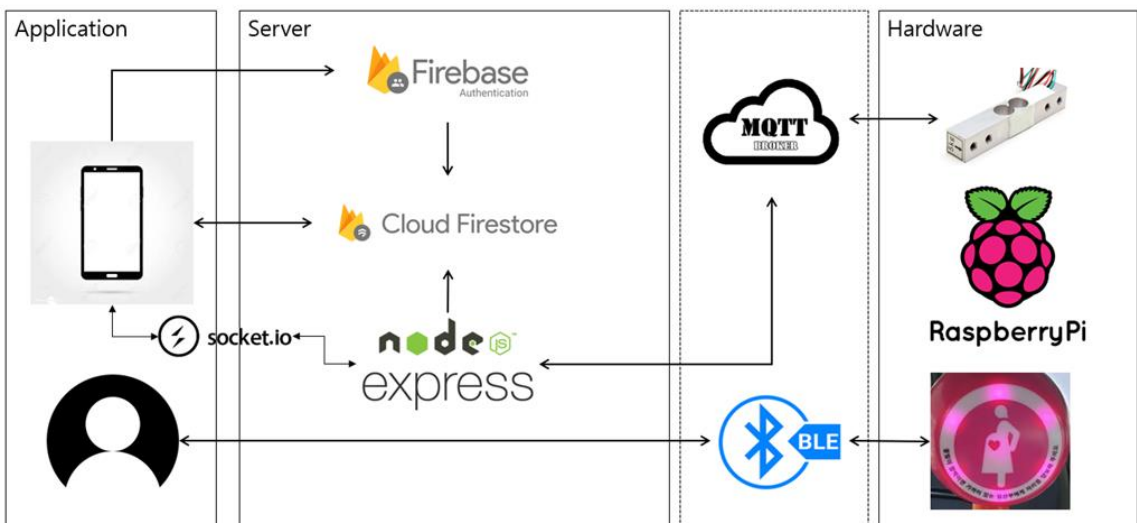 Application
Server
Hardware
Firebase
Authentication
MQTT
BROKER
Cloud Firestore
socket.io
node
JS
express
RaspberryPi
BLE